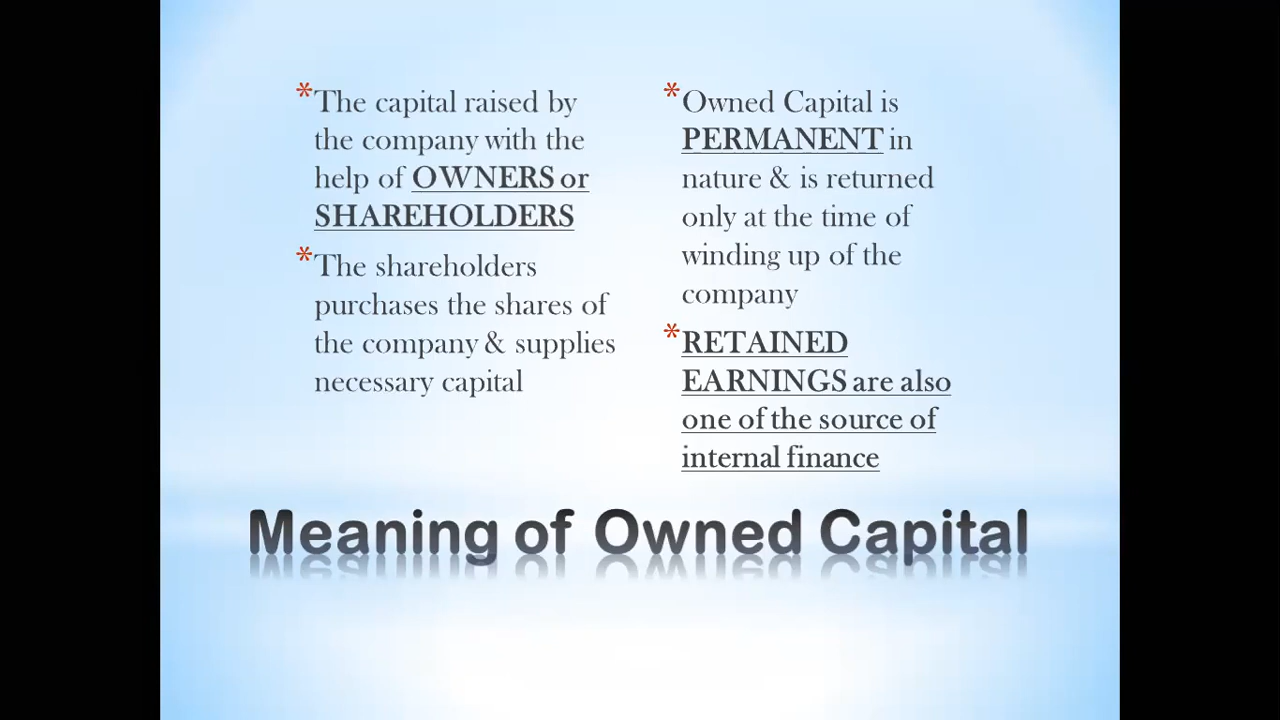 * The capital raised by
the company with the
help of OWNERS or
SHAREHOLDERS
* The shareholders
purchases the shares of
the company & supplies
necessary capital
* Owned Capital is
PERMANENT in
nature & is returned
only at the time of
winding up of the
company
* RETAINED
EARNINGS are also
one of the source of
internal finance
Meaning of Owned Capital